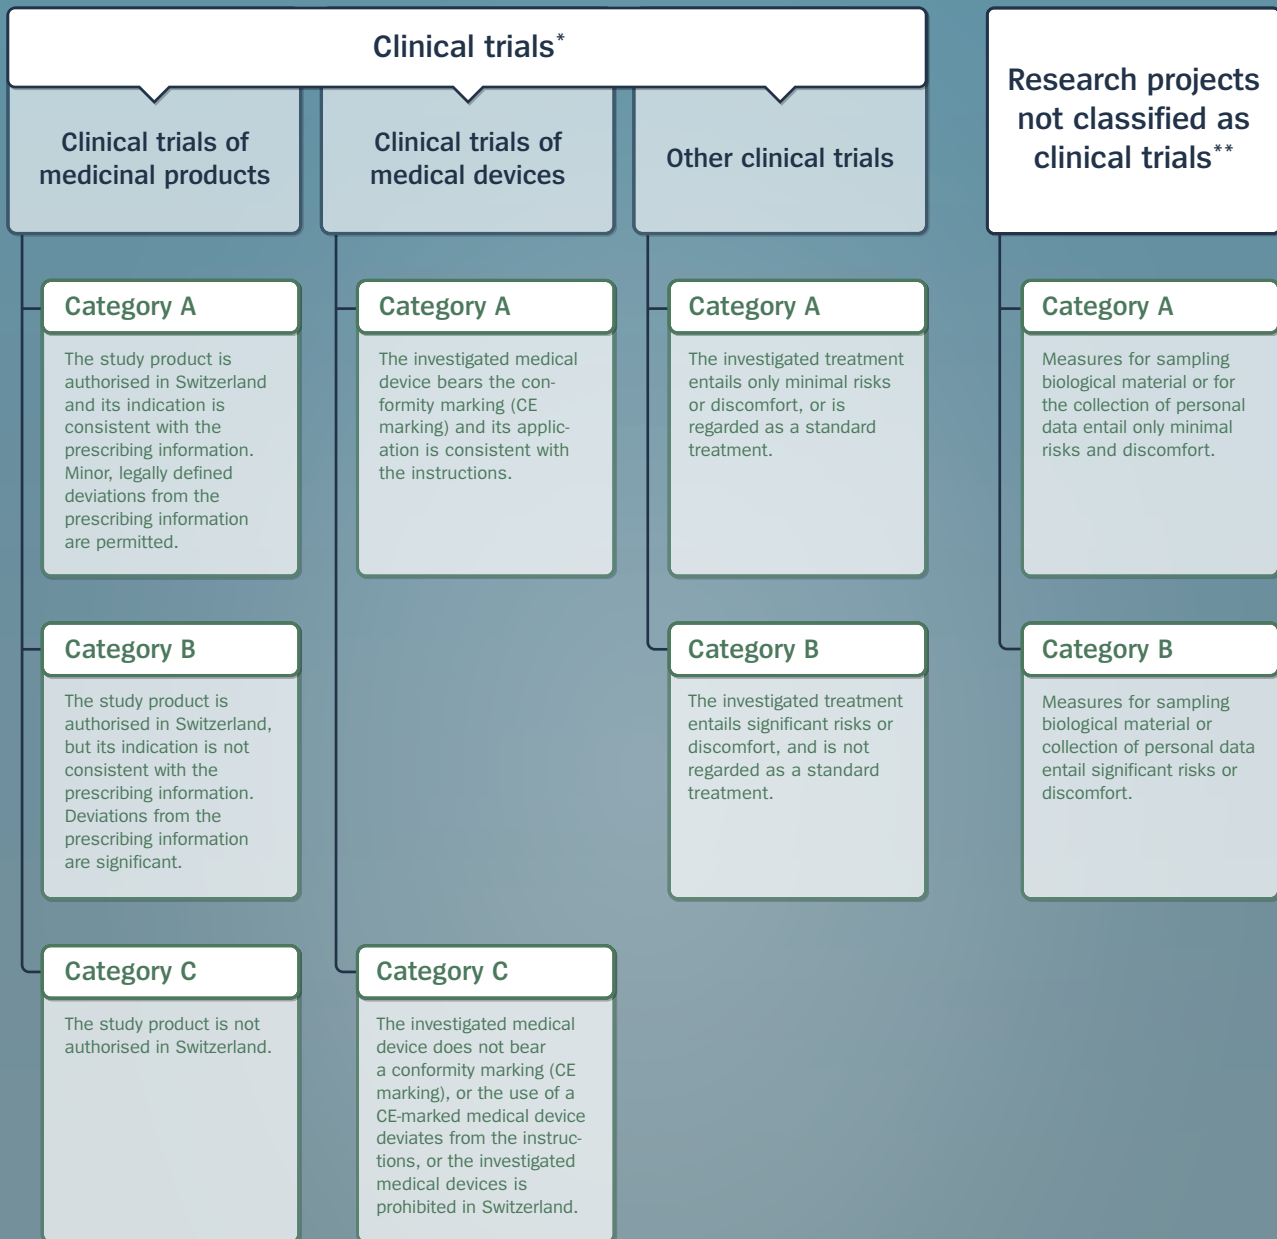 Clinical trials*
Clinical trials of
medicinal products
Clinical trials of
medical devices
Other clinical trials
Research projects
not classified as
clinical trials**
Category A
The study product is
authorised in Switzerland
and its indication is
consistent with the
prescribing information.
Minor, legally defined
deviations from the
prescribing information
are permitted.
Category B
The study product is
authorised in Switzerland,
but its indication is not
consistent with the
prescribing information.
Deviations from the
prescribing information
are significant.
Category C
The study product is not
authorised in Switzerland.
Category A
The investigated medical
device bears the con-
formity marking (CE
marking) and its applic-
ation is consistent with
the instructions.
Category C
The investigated medical
device does not bear
a conformity marking (CE
marking), or the use of a
CE-marked medical device
deviates from the instruc-
tions, or the investigated
medical devices is
prohibited in Switzerland.
Category A
The investigated treatment
entails only minimal risks
or discomfort, or is
regarded as a standard
treatment.
Category B
The investigated treatment
entails significant risks or
discomfort, and is not
regarded as a standard
treatment.
Category A
Measures for sampling
biological material or for
the collection of personal
data entail only minimal
risks and discomfort.
Category B
Measures for sampling
biological material or
collection of personal data
entail significant risks or
discomfort.